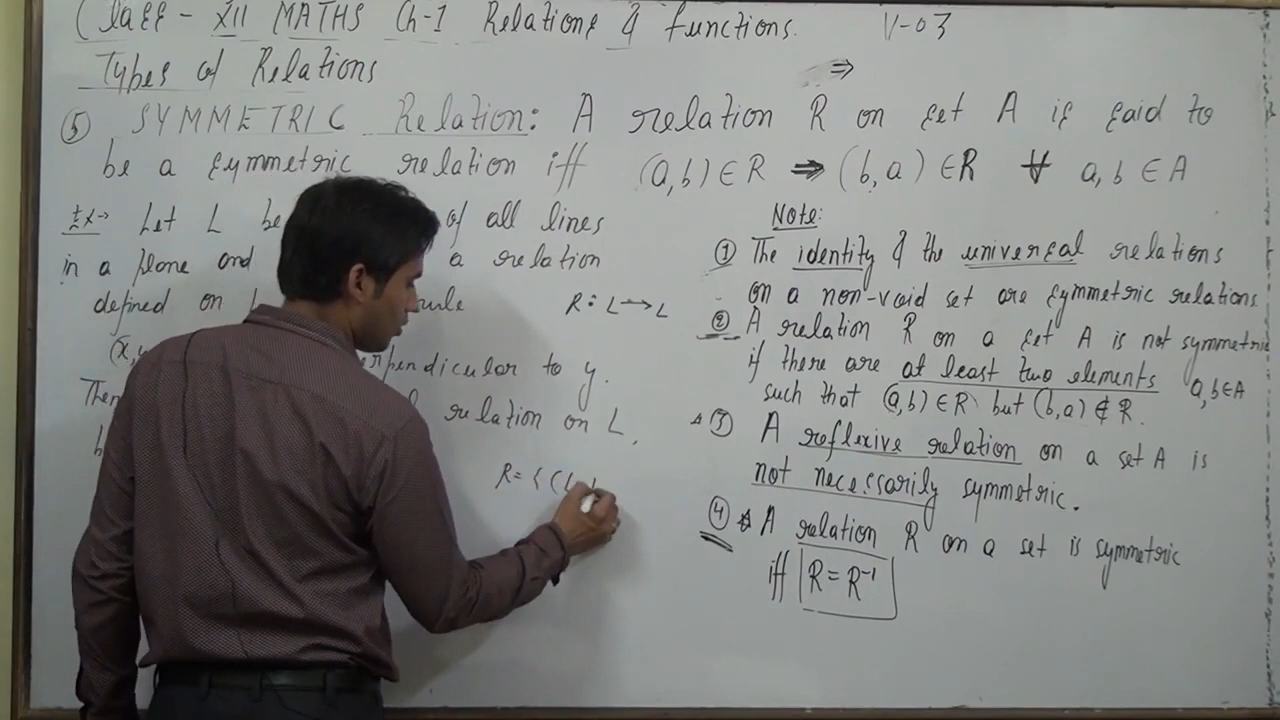 Class - XII MATHS Ch-1 Relations & functions. V-03
Types of Relations
⇒
⑤ SYMMETRIC Relation: A relation R on set A is said to
be a symmetric relation iff (a,b) ∈ R ⇒ (b,a) ∈ R ∀ a,b ∈ A
Ex→ Let L be of all lines
in a plane and a relation
defined on rule R: L→L
(x, perpendicular to y.
Then relation on L,
R = {(L
Note:
① The identity & the universal relations
on a non-void set are symmetric relations
② A relation R on a set A is not symmetric
if there are at least two elements a,b∈A
such that (a,b) ∈ R but (b,a) ∉ R.
③ A reflexive relation on a set A is
not necessarily symmetric.
④ A relation R on a set is symmetric
iff R = R⁻¹